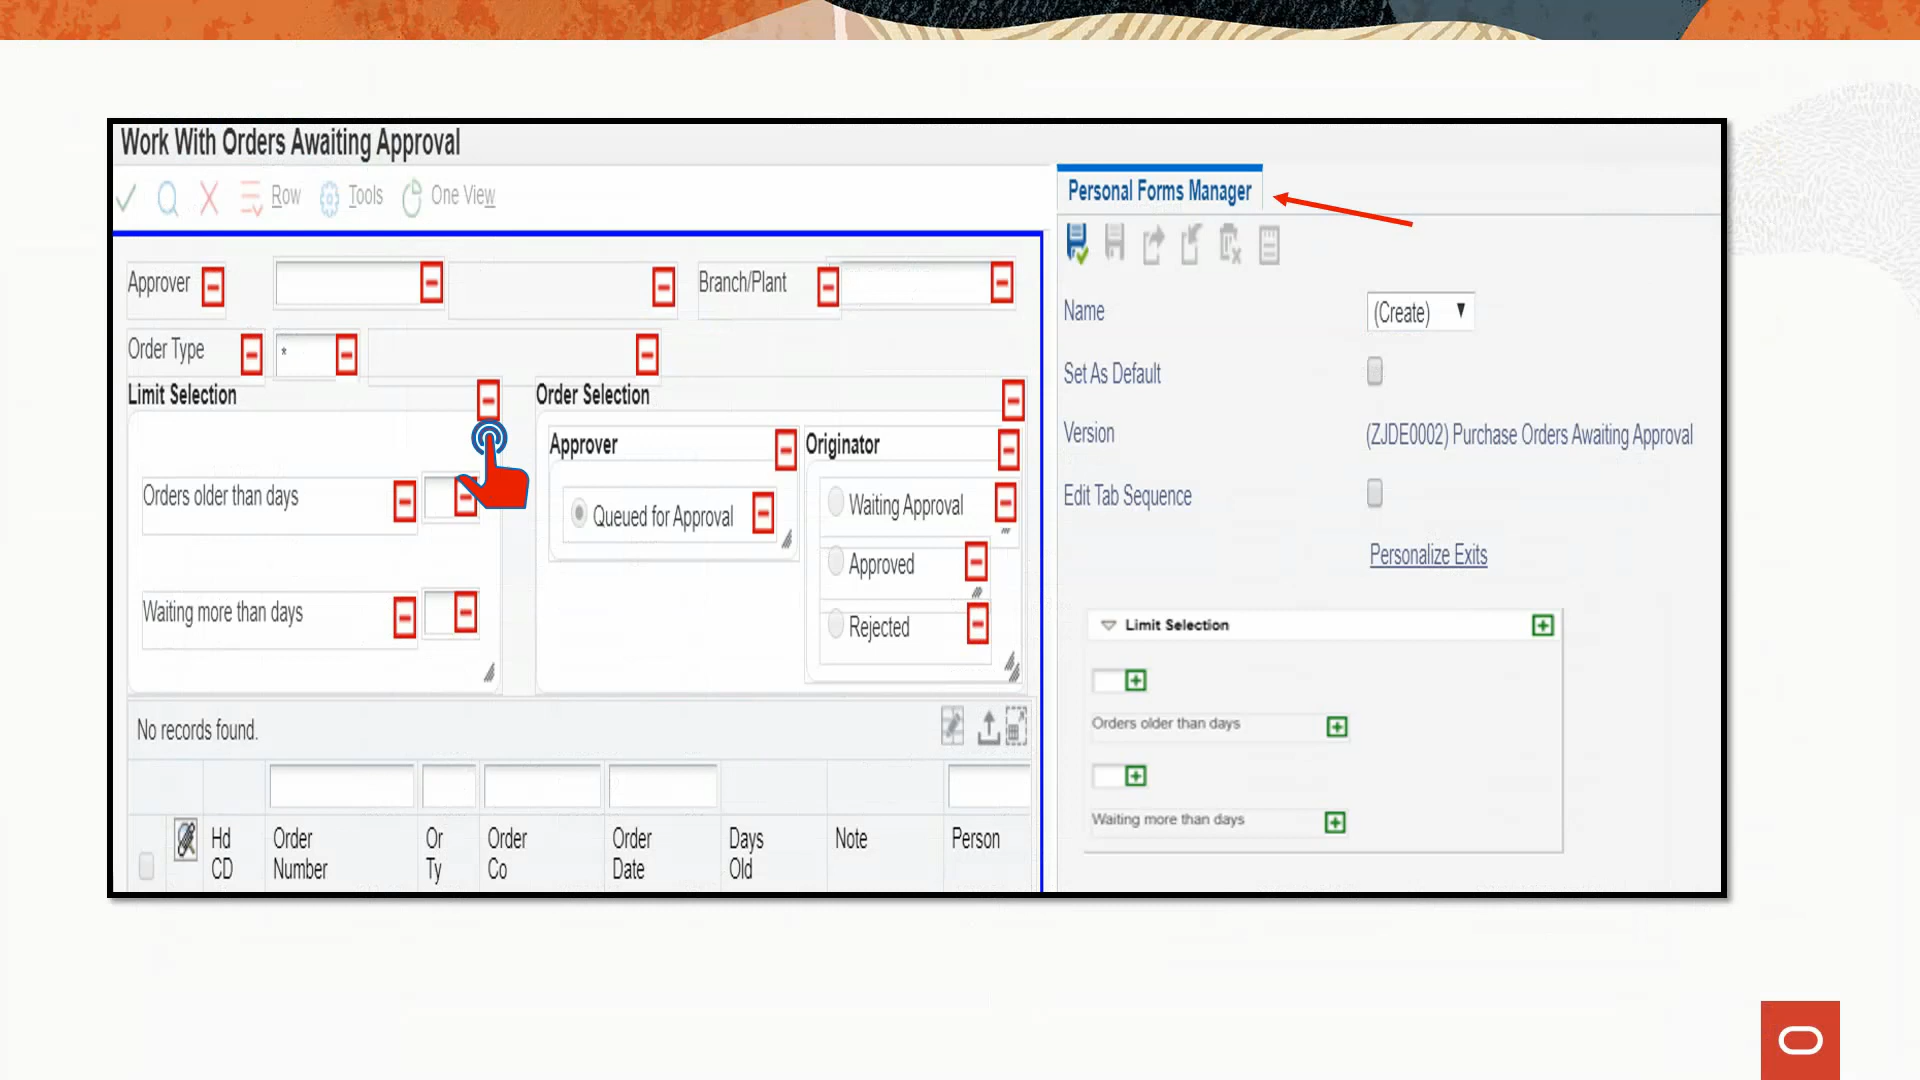 Work With Orders Awaiting Approval
Row Tools One View
Approver Branch/Plant
Order Type *
Limit Selection Order Selection
Approver Originator
Orders older than days
Queued for Approval
Waiting Approval
Approved
Waiting more than days
Rejected
No records found.
Hd CD
Order Number
Or Ty
Order Co
Order Date
Days Old
Note
Person
Personal Forms Manager
Name (Create)
Set As Default
Version (ZJDE0002) Purchase Orders Awaiting Approval
Edit Tab Sequence
Personalize Exits
Limit Selection
Orders older than days
Waiting more than days